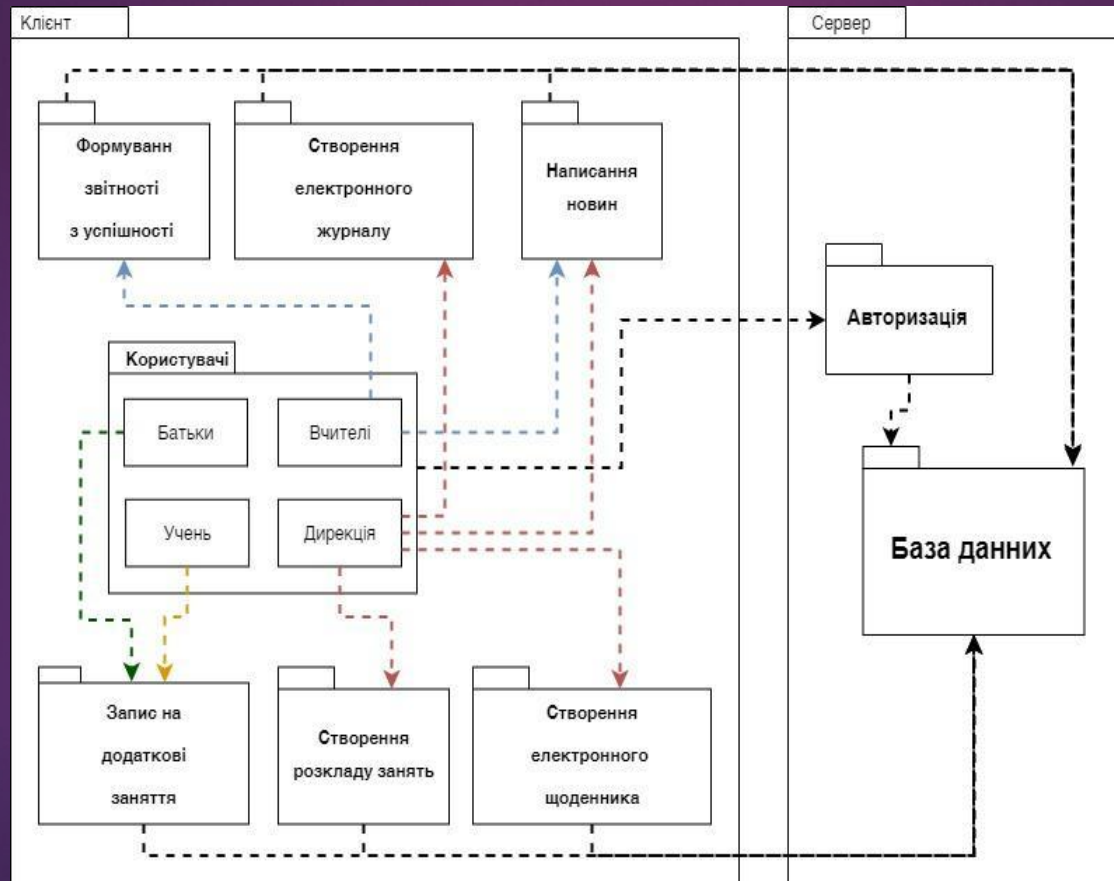 Клієнт
Сервер
Формуванн
звітності
з успішності
Створення
електронного
журналу
Написання
новин
Авторизація
Користувачі
Батьки
Вчителі
Учень
Дирекція
База данних
Запис на
додаткові
заняття
Створення
розкладу занять
Створення
електронного
щоденника